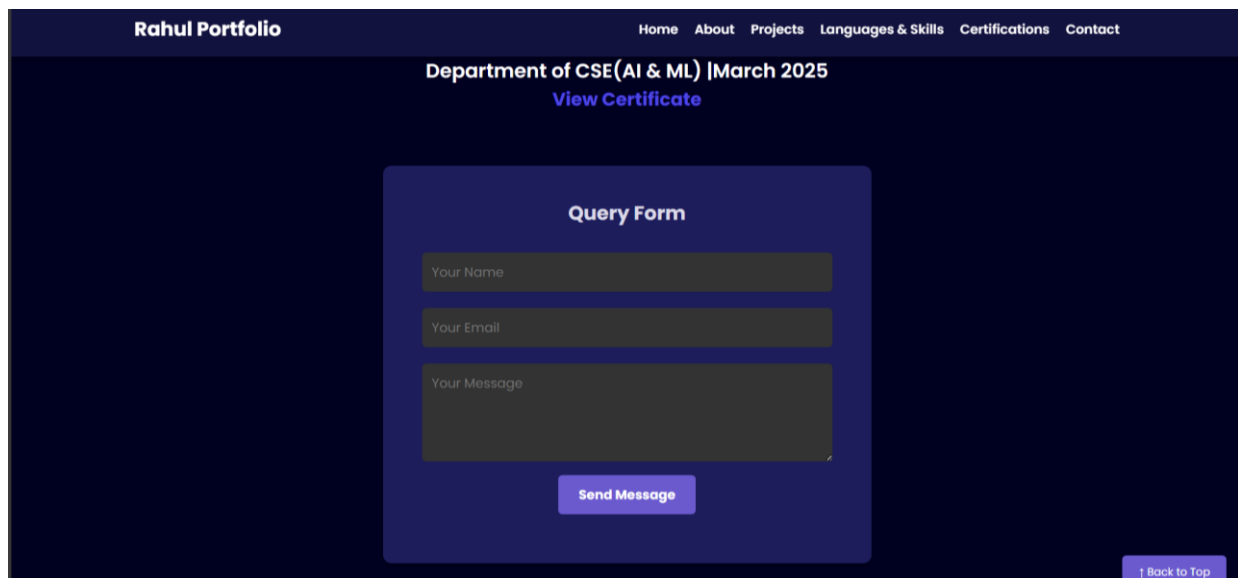 Rahul Portfolio Home About Projects Languages & Skills Certifications Contact
Department of CSE(AI & ML) |March 2025
View Certificate
Query Form
Your Name
Your Email
Your Message
Send Message
↑ Back to Top